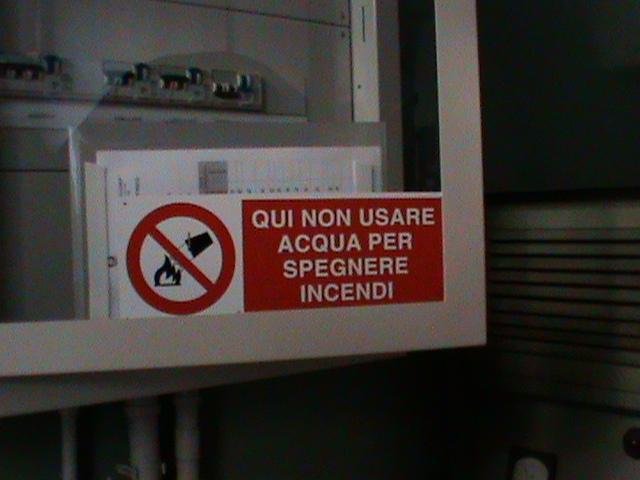 QUI NON USARE
ACQUA PER
SPEGNERE
INCENDI